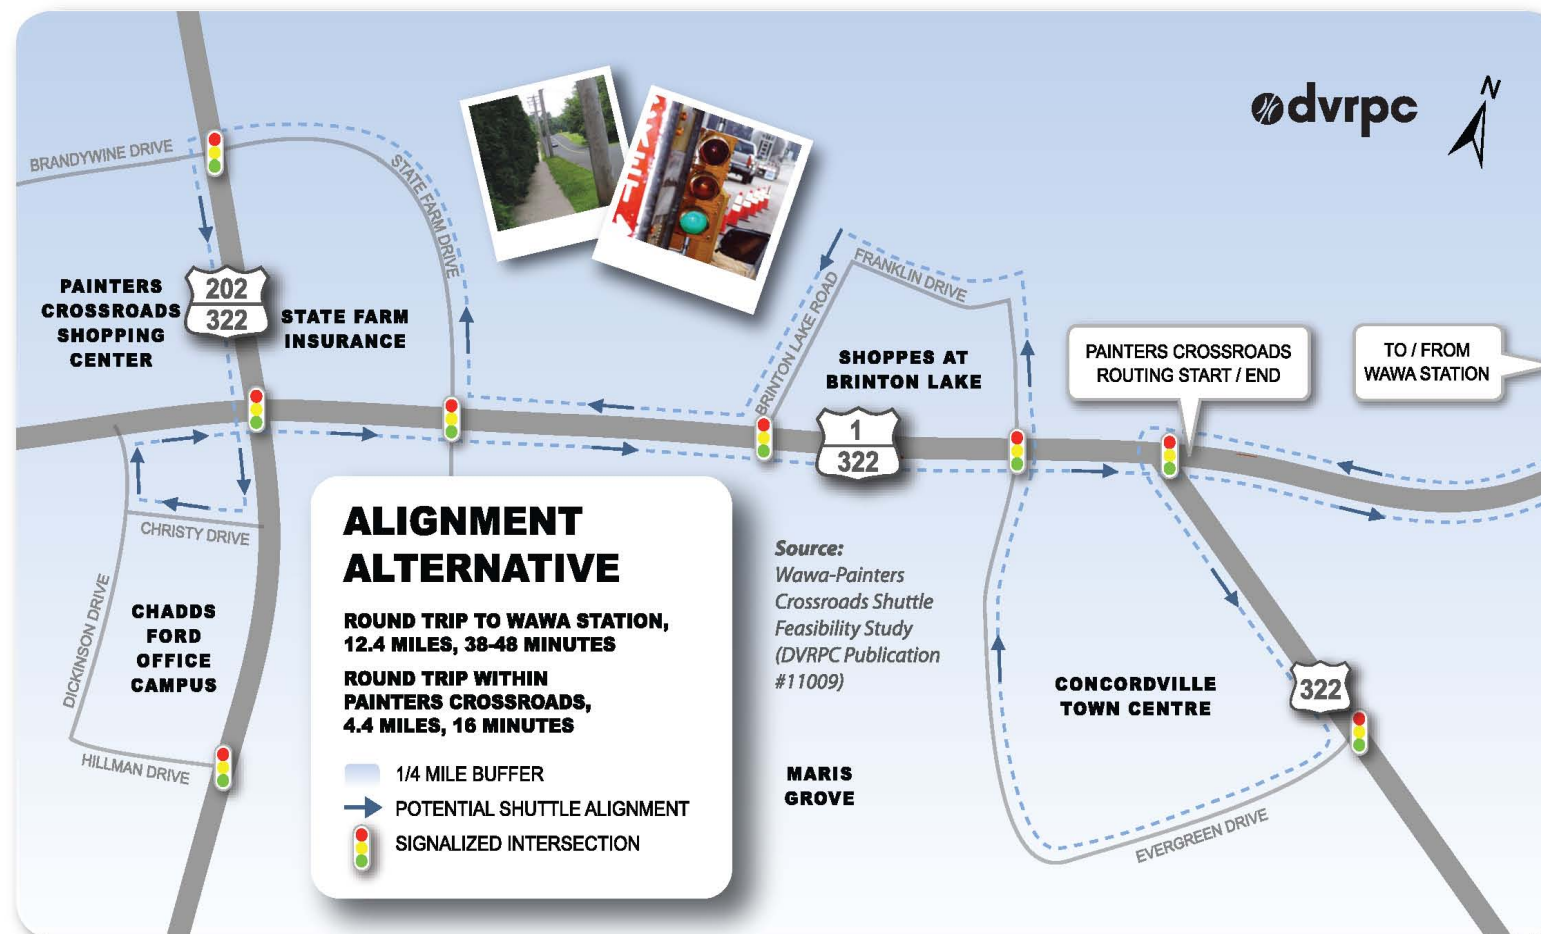 dvrpc
N
BRANDYWINE DRIVE
STATE FARM DRIVE
PAINTERS
CROSSROADS
SHOPPING
CENTER
202
322
STATE FARM
INSURANCE
BRINTON LAKE ROAD
FRANKLIN DRIVE
SHOPPES AT
BRINTON LAKE
PAINTERS CROSSROADS
ROUTING START / END
TO / FROM
WAWA STATION
1
322
CHRISTY DRIVE
DICKINSON DRIVE
CHADDS
FORD
OFFICE
CAMPUS
HILLMAN DRIVE
ALIGNMENT
ALTERNATIVE
ROUND TRIP TO WAWA STATION,
12.4 MILES, 38-48 MINUTES
ROUND TRIP WITHIN
PAINTERS CROSSROADS,
4.4 MILES, 16 MINUTES
1/4 MILE BUFFER
POTENTIAL SHUTTLE ALIGNMENT
SIGNALIZED INTERSECTION
Source:
Wawa-Painters
Crossroads Shuttle
Feasibility Study
(DVRPC Publication
#11009)
MARIS
GROVE
CONCORDVILLE
TOWN CENTRE
322
EVERGREEN DRIVE